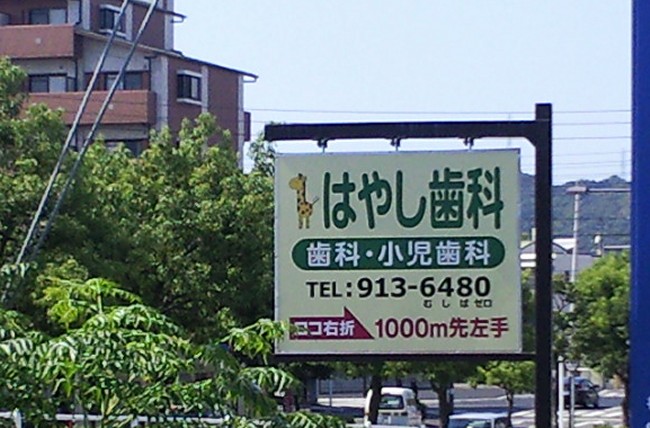 はやし歯科
歯科・小児歯科
TEL:913-6480
むしばゼロ
ココ右折 1000m先左手